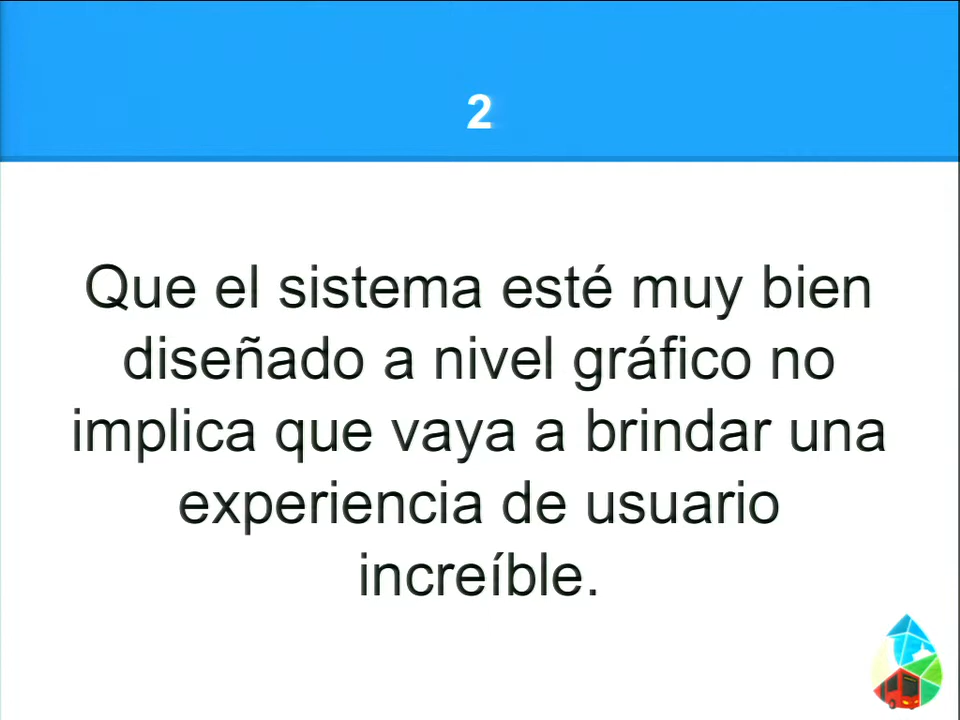 2
Que el sistema esté muy bien
diseñado a nivel gráfico no
implica que vaya a brindar una
experiencia de usuario
increíble.